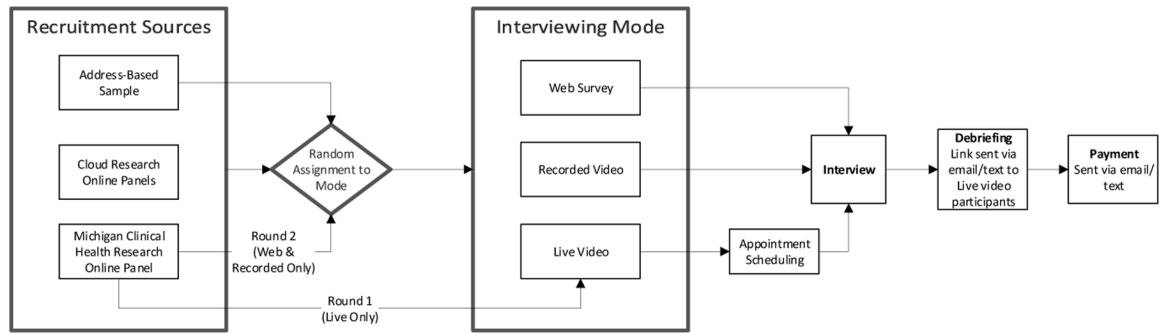 Recruitment Sources
Address-Based
Sample
Cloud Research
Online Panels
Michigan Clinical
Health Research
Online Panel
Random
Assignment to
Mode
Round 2
(Web &
Recorded Only)
Round 1
(Live Only)
Interviewing Mode
Web Survey
Recorded Video
Live Video
Appointment
Scheduling
Interview
Debriefing
Link sent via
email/text to
Live video
participants
Payment
Sent via email/
text